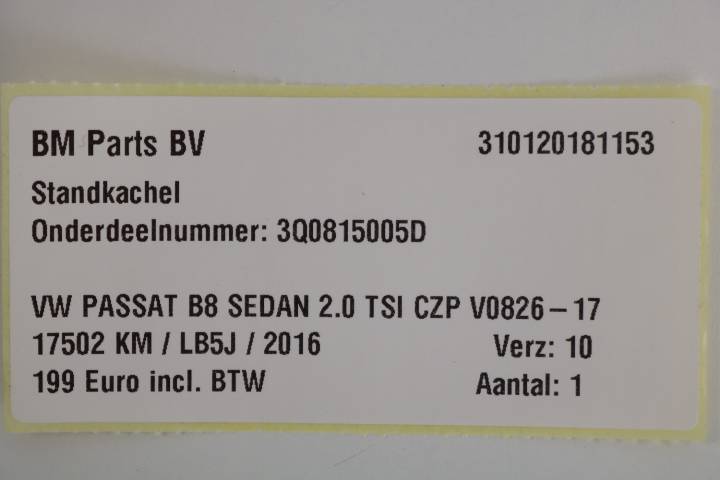 BM Parts BV 310120181153
Standkachel
Onderdeelnummer: 3Q0815005D
VW PASSAT B8 SEDAN 2.0 TSI CZP V0826-17
17502 KM / LB5J / 2016 Verz: 10
199 Euro incl. BTW Aantal: 1